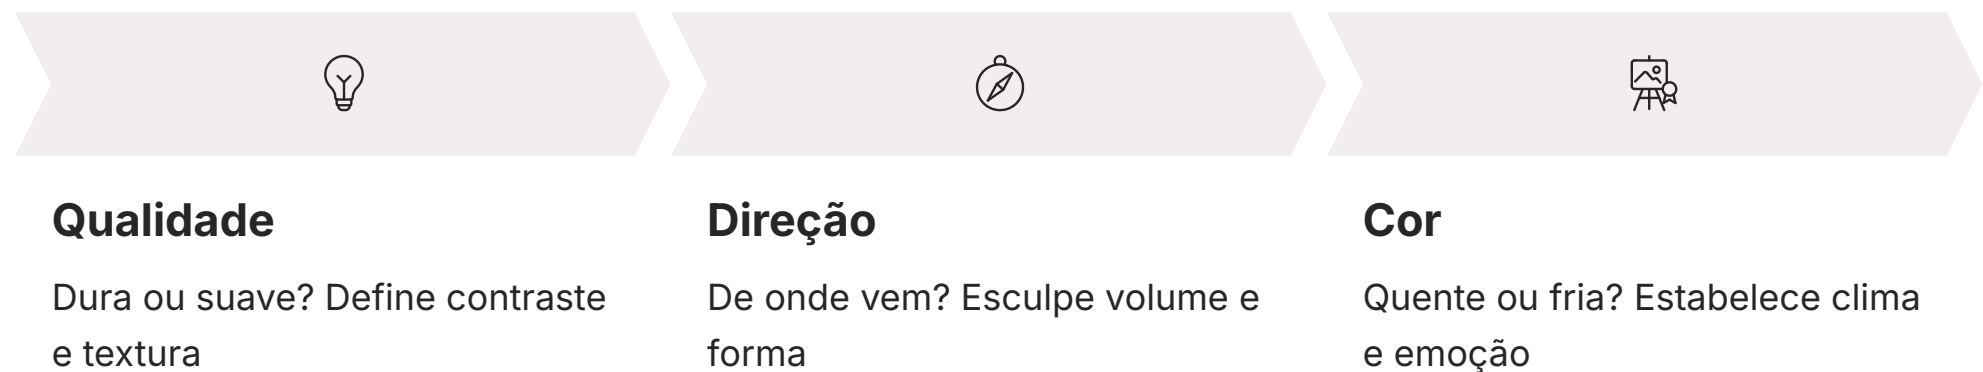 Qualidade
Dura ou suave? Define contraste
e textura
Direção
De onde vem? Esculpe volume e
forma
Cor
Quente ou fria? Estabelece clima
e emoção